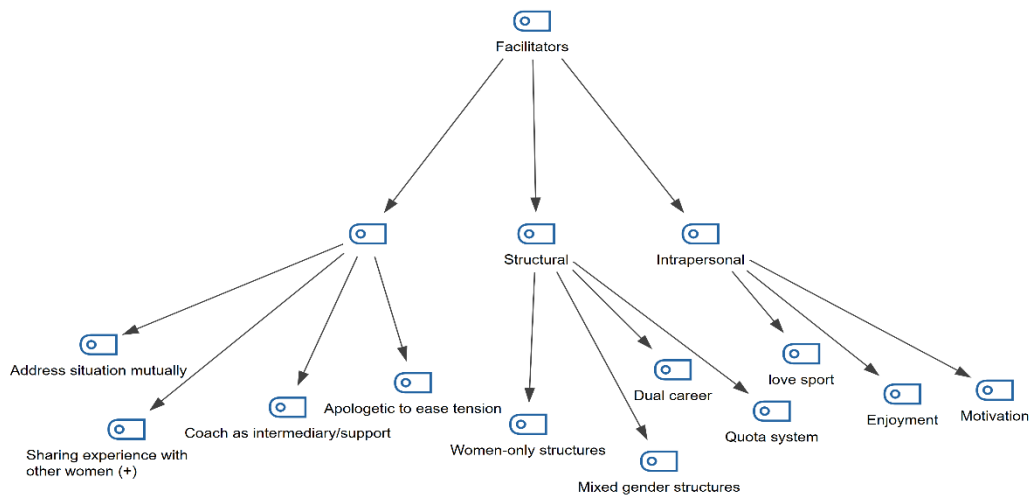 Facilitators
Structural
Intrapersonal
Address situation mutually
love sport
Apologetic to ease tension
Dual career
Coach as intermediary/support
Enjoyment
Motivation
Sharing experience with
other women (+)
Women-only structures
Quota system
Mixed gender structures